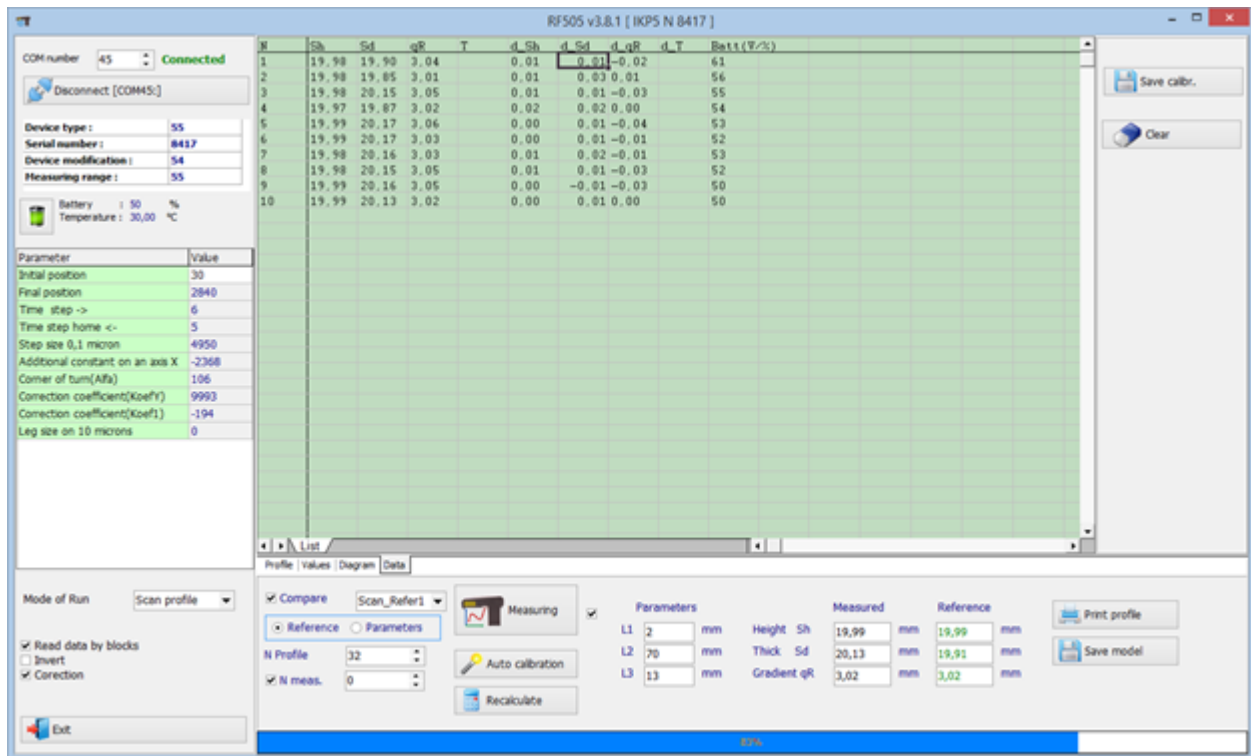 RF505 v3.8.1 [ IKP5 N 8417 ]
COM number 45 Connected
Disconnect [COM45:]
Device type : 55
Serial number : 8417
Device modification : 54
Measuring range : 55
Battery : 50 %
Temperature : 30,00 ºC
Parameter Value
Initial position 30
Final position 2840
Time step -> 6
Time step home <- 5
Step size 0,1 micron 4950
Additional constant on an axis X -2368
Corner of turn(Alfa) 106
Correction coefficient(KoefY) 9993
Correction coefficient(Koef1) -194
Leg size on 10 microns 0
N Sh Sd qR T d_Sh d_Sd d_qR d_T Batt(V/%)
1 19,98 19,90 3,04 0,01 0,01 -0,02 61
2 19,98 19,85 3,01 0,01 0,03 0,01 56
3 19,98 20,15 3,05 0,01 0,01 -0,03 55
4 19,97 19,87 3,02 0,02 0,02 0,00 54
5 19,99 20,17 3,06 0,00 0,01 -0,04 53
6 19,99 20,17 3,03 0,00 0,01 -0,01 52
7 19,98 20,16 3,03 0,01 0,02 -0,01 53
8 19,98 20,15 3,05 0,01 0,01 -0,03 52
9 19,99 20,16 3,05 0,00 -0,01 -0,03 50
10 19,99 20,13 3,02 0,00 0,01 0,00 50
Save calibr.
Clear
List
Profile Values Diagram Data
Mode of Run Scan profile
Read data by blocks
Invert
Corection
Exit
Compare Scan_Refer1
Reference Parameters
N Profile 32
N meas. 0
Measuring
Auto calibration
Recalculate
Parameters Measured Reference
L1 2 mm Height Sh 19,99 mm 19,99 mm
L2 70 mm Thick Sd 20,13 mm 19,91 mm
L3 13 mm Gradient qR 3,02 mm 3,02 mm
Print profile
Save model